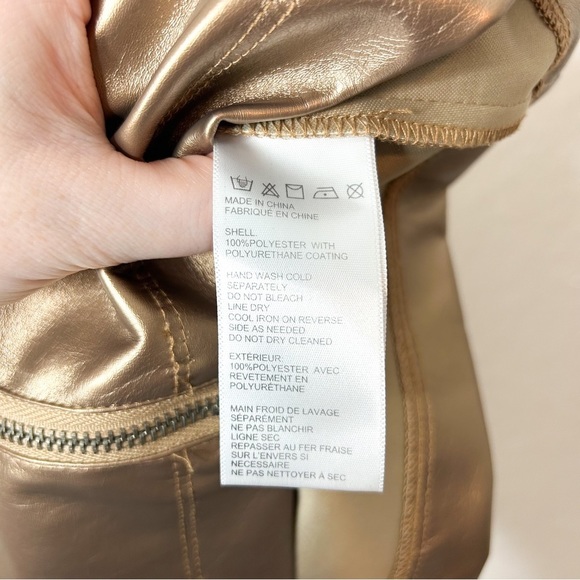 MADE IN CHINA
FABRIQUÉ EN CHINE
SHELL:
100%POLYESTER WITH
POLYURETHANE COATING
HAND WASH COLD
SEPARATELY
DO NOT BLEACH
LINE DRY
COOL IRON ON REVERSE
SIDE AS NEEDED
DO NOT DRY CLEANED
EXTÉRIEUR:
100%POLYESTER AVEC
REVETEMENT EN
POLYURÉTHANE
MAIN FROID DE LAVAGE
SÉPARÉMENT
NE PAS BLANCHIR
LIGNE SEC
REPASSER AU FER FRAISE
SUR L'ENVERS SI
NECESSAIRE
NE PAS NETTOYER À SEC